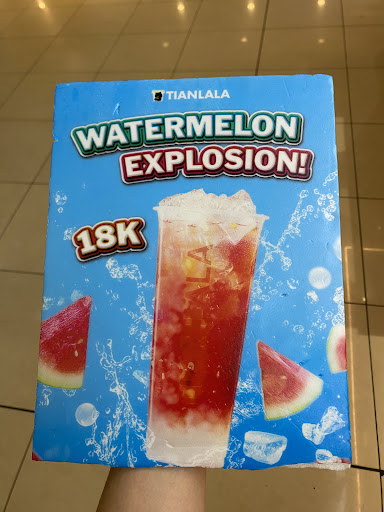 TIANLALA
WATERMELON
EXPLOSION!
18K